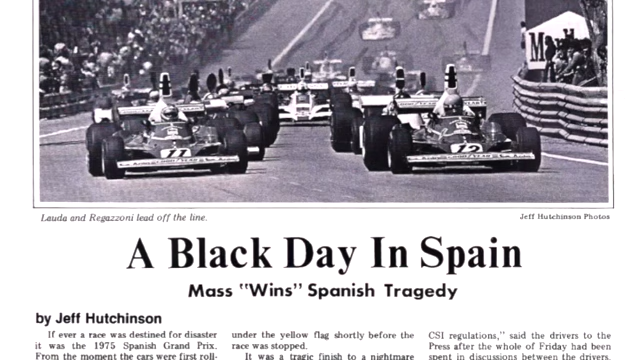 M
11
12
Lauda and Regazzoni lead off the line.
Jeff Hutchinson Photos
A Black Day In Spain
Mass "Wins" Spanish Tragedy
by Jeff Hutchinson
If ever a race was destined for disaster
it was the 1975 Spanish Grand Prix.
From the moment the cars were first roll-
under the yellow flag shortly before the
race was stopped.
It was a tragic finish to a nightmare
CSI regulations," said the drivers to the
Press after the whole of Friday had been
spent in discussions between the drivers,